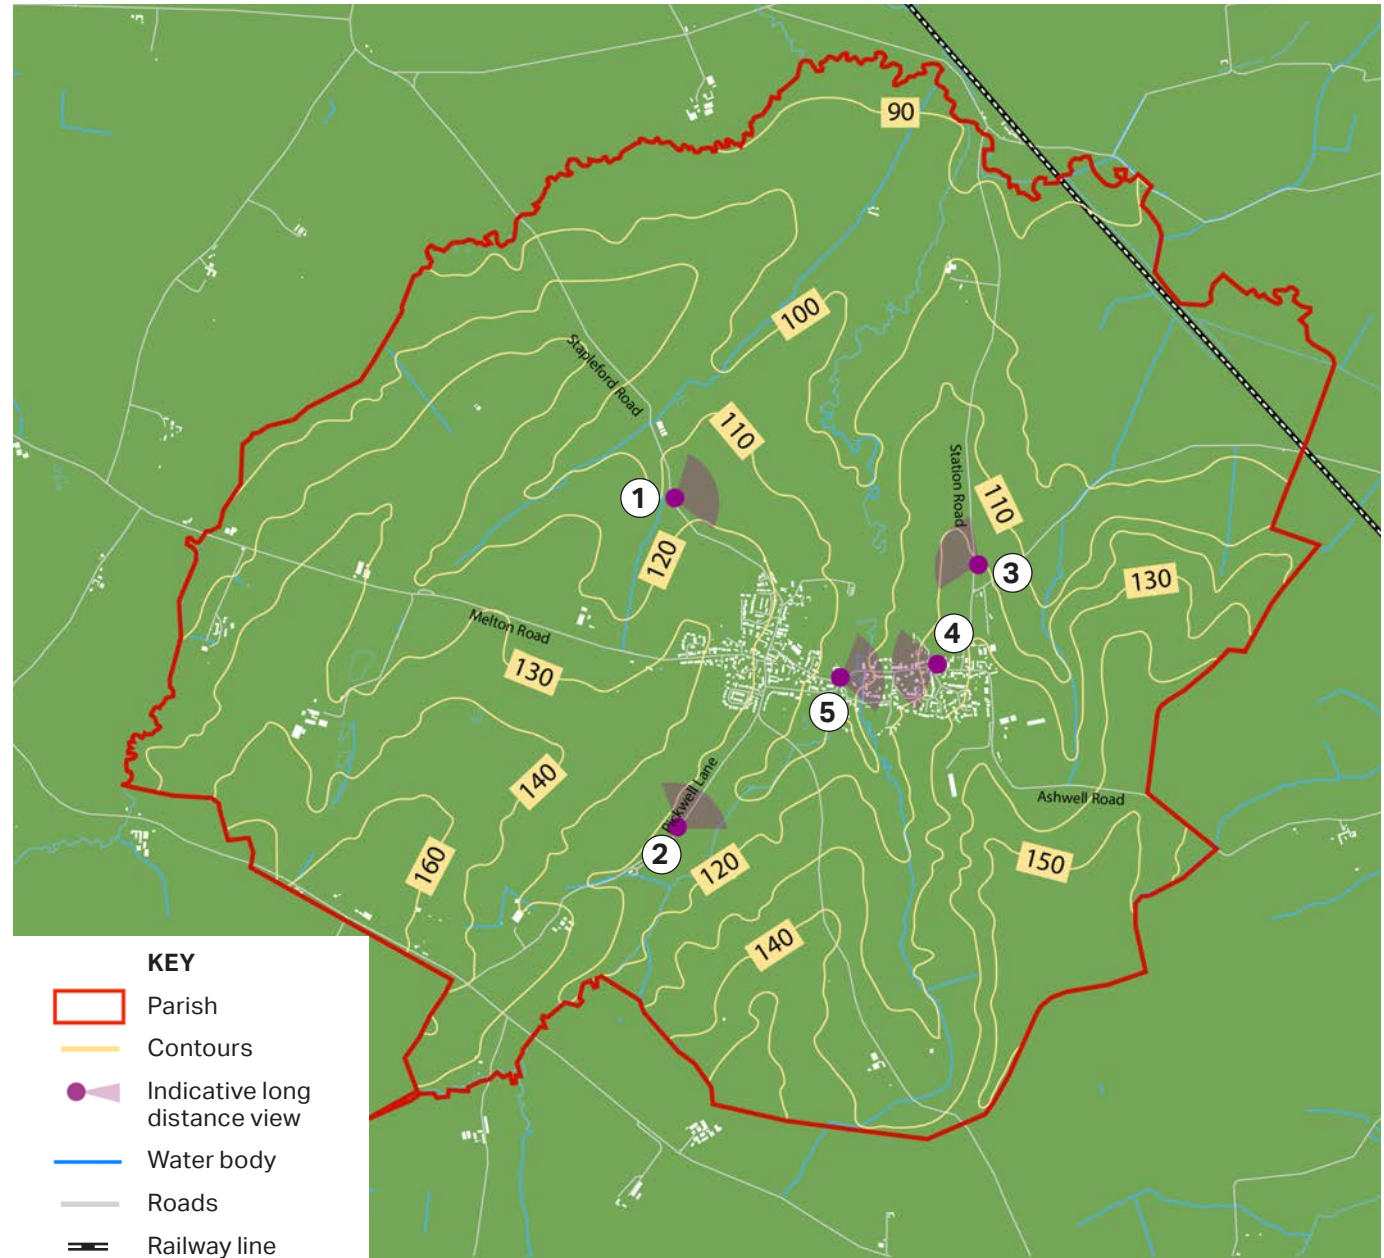 90
100
Stapleford Road
110
Station Road
110
1
120
3
130
Melton Road
4
130
5
140
Pickwell Lane
Ashwell Road
2
120
150
160
140
KEY
Parish
Contours
Indicative long
distance view
Water body
Roads
Railway line